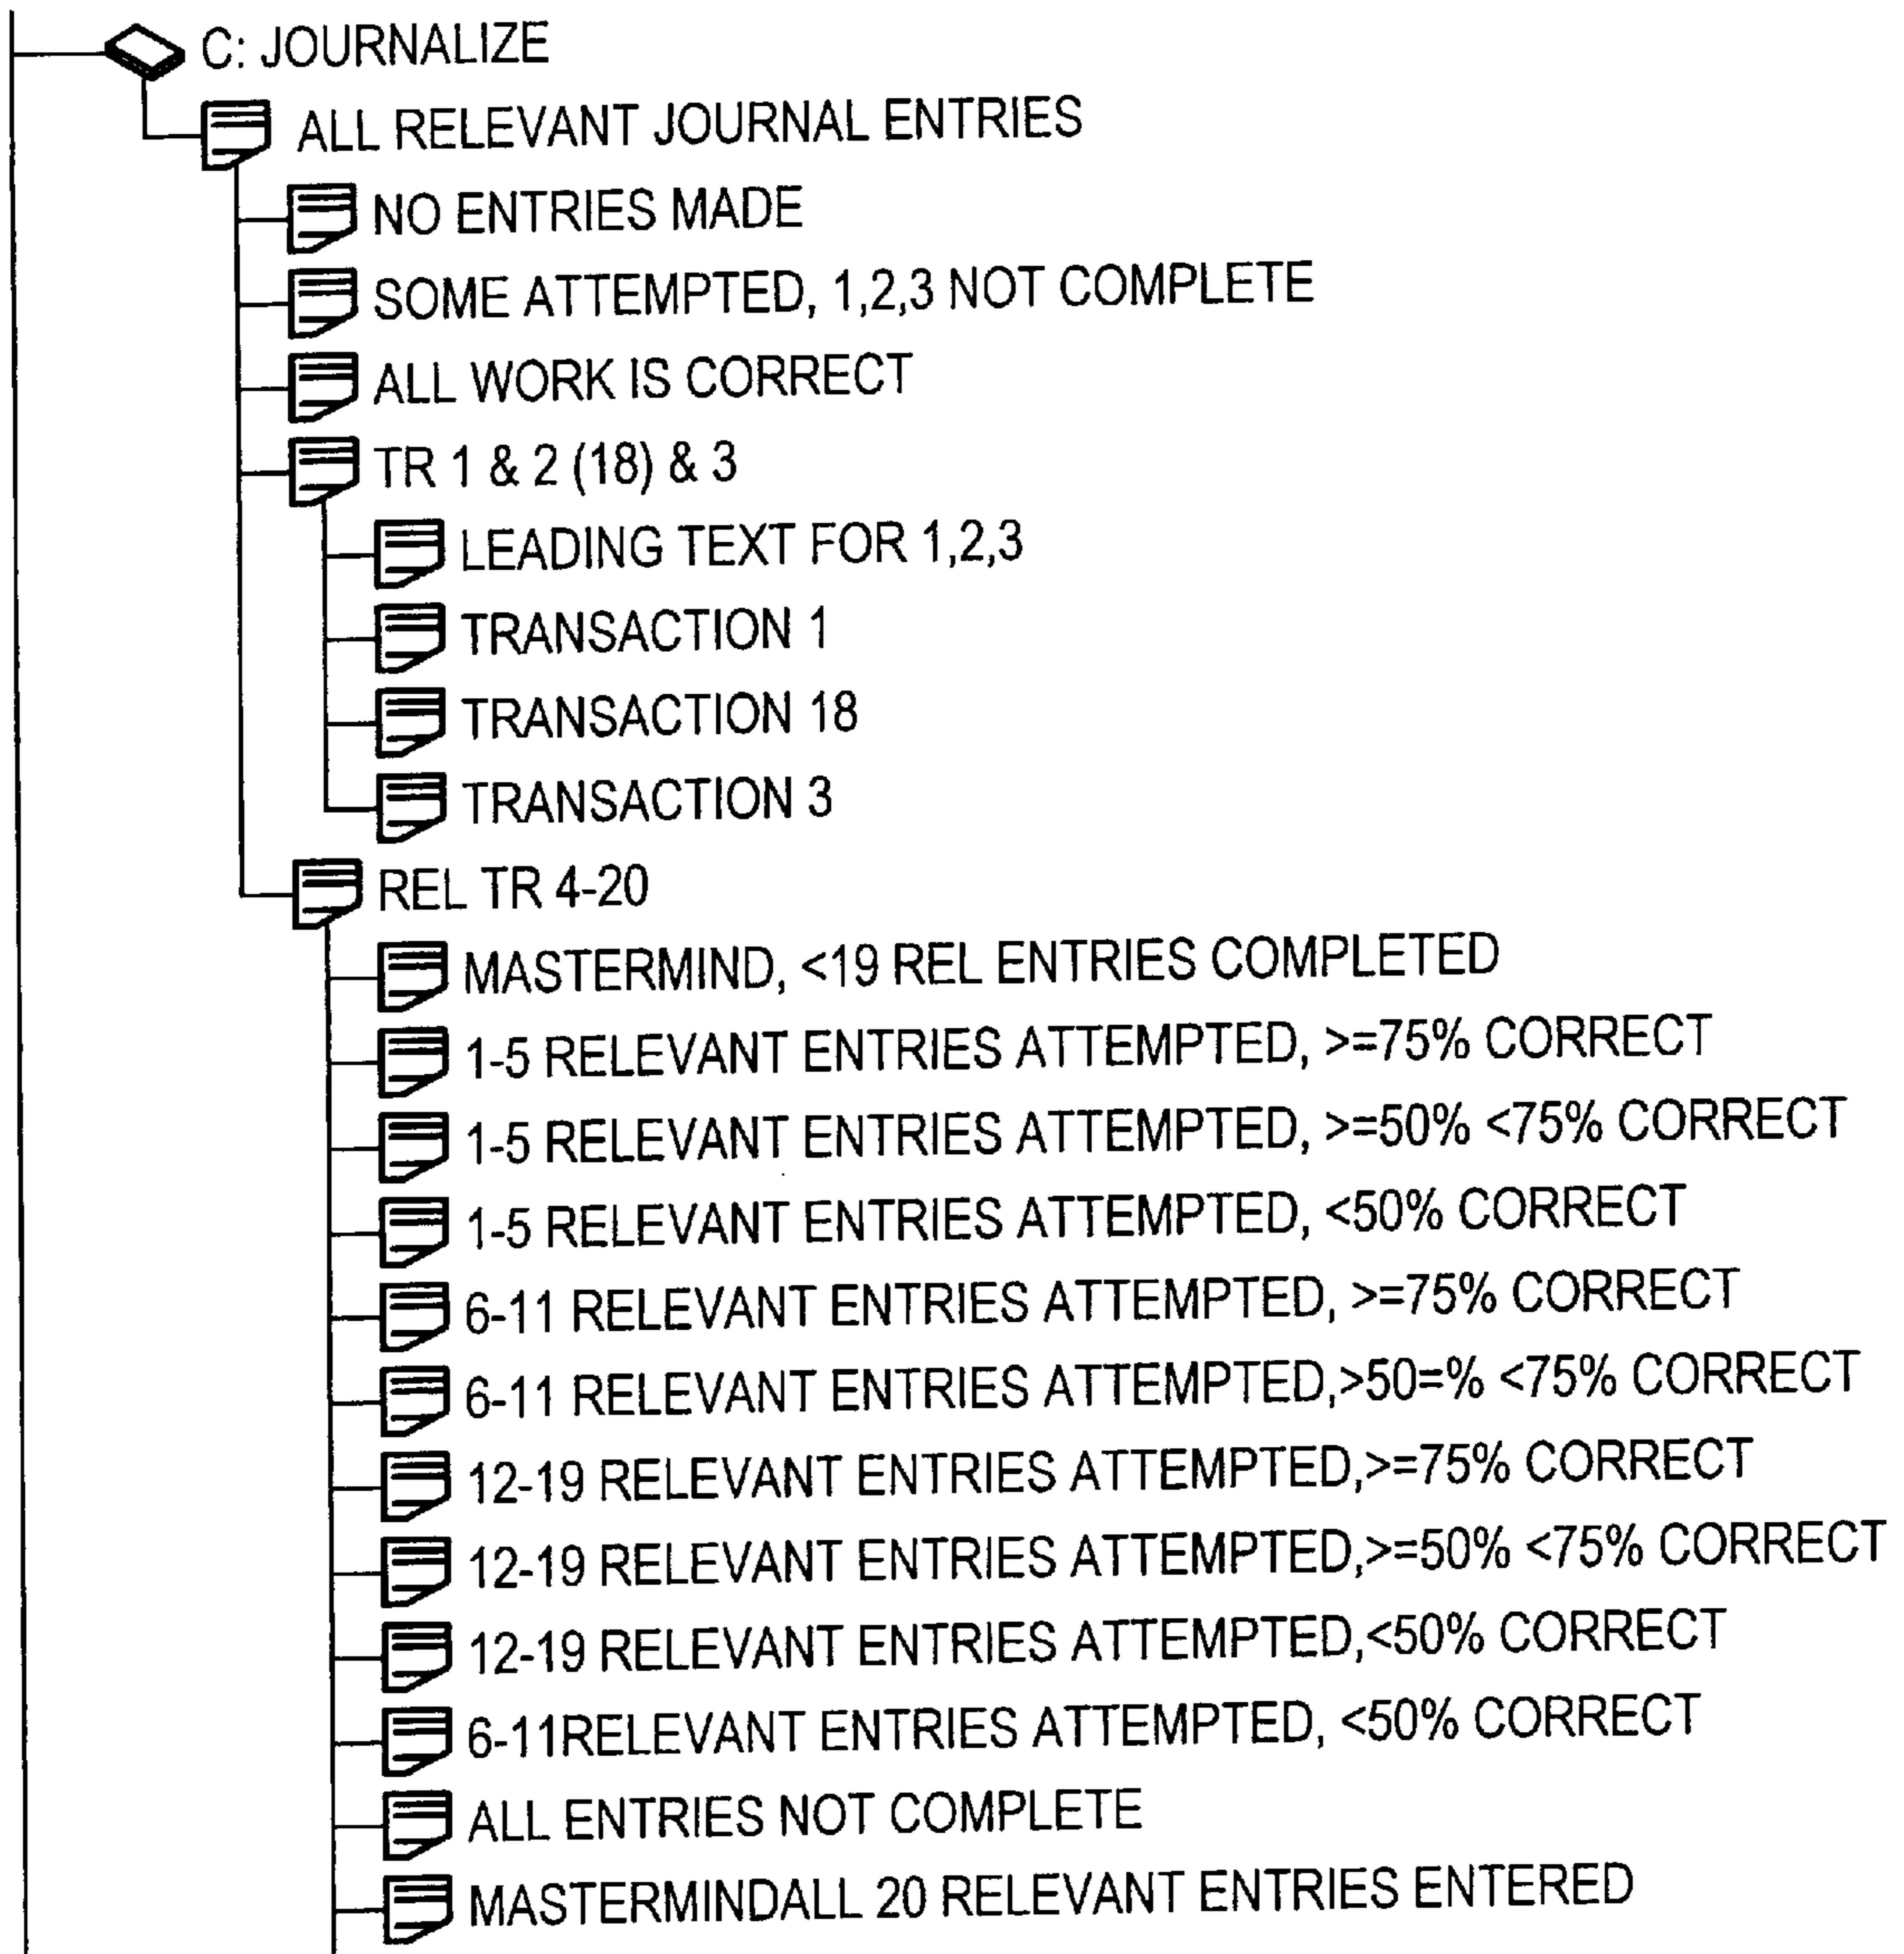 C: JOURNALIZE
ALL RELEVANT JOURNAL ENTRIES
NO ENTRIES MADE
SOME ATTEMPTED, 1,2,3 NOT COMPLETE
ALL WORK IS CORRECT
TR 1 & 2 (18) & 3
LEADING TEXT FOR 1,2,3
TRANSACTION 1
TRANSACTION 18
TRANSACTION 3
REL TR 4-20
MASTERMIND, <19 REL ENTRIES COMPLETED
1-5 RELEVANT ENTRIES ATTEMPTED, >=75% CORRECT
1-5 RELEVANT ENTRIES ATTEMPTED, >=50% <75% CORRECT
1-5 RELEVANT ENTRIES ATTEMPTED, <50% CORRECT
6-11 RELEVANT ENTRIES ATTEMPTED, >=75% CORRECT
6-11 RELEVANT ENTRIES ATTEMPTED,>50=% <75% CORRECT
12-19 RELEVANT ENTRIES ATTEMPTED,>=75% CORRECT
12-19 RELEVANT ENTRIES ATTEMPTED,>=50% <75% CORRECT
12-19 RELEVANT ENTRIES ATTEMPTED,<50% CORRECT
6-11RELEVANT ENTRIES ATTEMPTED, <50% CORRECT
ALL ENTRIES NOT COMPLETE
MASTERMINDALL 20 RELEVANT ENTRIES ENTERED